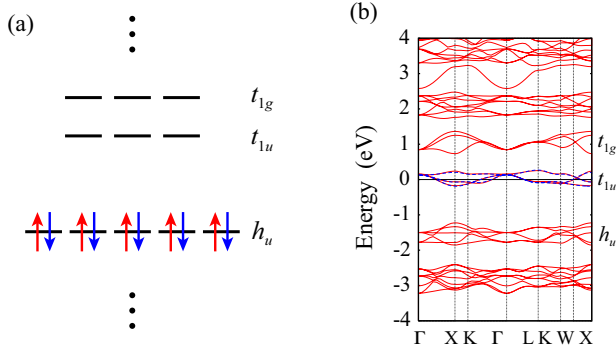 (a)
t1g
t1u
hu
(b)
Energy (eV)
4
3
2
1
0
-1
-2
-3
-4
t1g
t1u
hu
Γ X K Γ L K W X